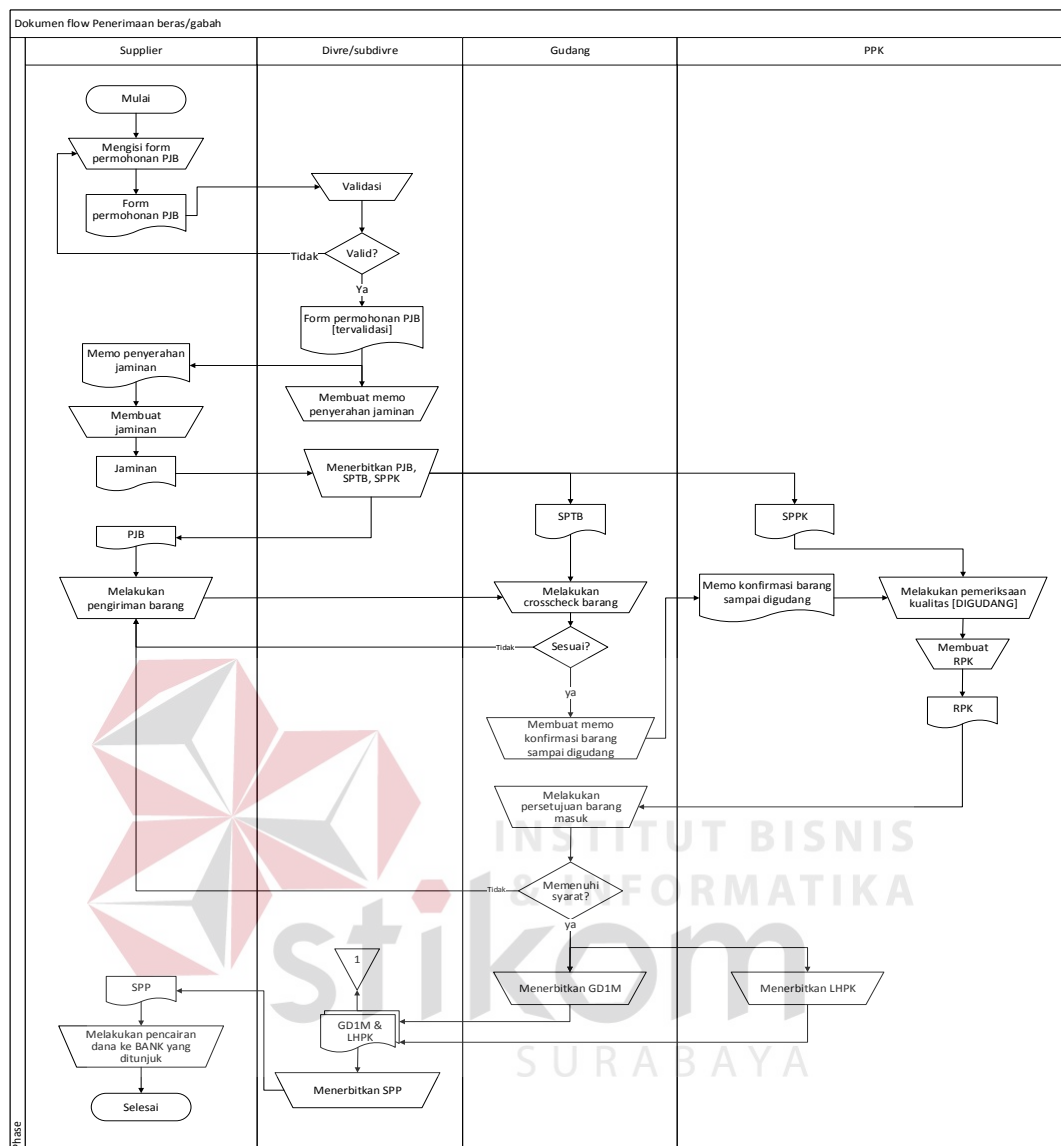 Dokumen flow Penerimaan beras/gabah
Supplier
Divre/subdivre
Gudang
PPK
Mulai
Mengisi form
permohonan PJB
Form
permohonan PJB
Validasi
Valid?
Tidak
Ya
Form permohonan PJB
[tervalidasi]
Memo penyerahan
jaminan
Membuat memo
penyerahan jaminan
Membuat
jaminan
Jaminan
Menerbitkan PJB,
SPTB, SPPK
SPTB
SPPK
PJB
Melakukan
pengiriman barang
Melakukan
crosscheck barang
Memo konfirmasi barang
sampai digudang
Melakukan pemeriksaan
kualitas [DIGUDANG]
Sesuai?
Tidak
ya
Membuat
RPK
RPK
Membuat memo
konfirmasi barang
sampai digudang
Melakukan
persetujuan barang
masuk
Memenuhi
syarat?
Tidak
ya
Menerbitkan GD1M
Menerbitkan LHPK
1
GD1M &
LHPK
SPP
Menerbitkan SPP
Melakukan pencairan
dana ke BANK yang
ditunjuk
Selesai
Phase
INSTITUT BISNIS
& INFORMATIKA
stikom
SURABAYA